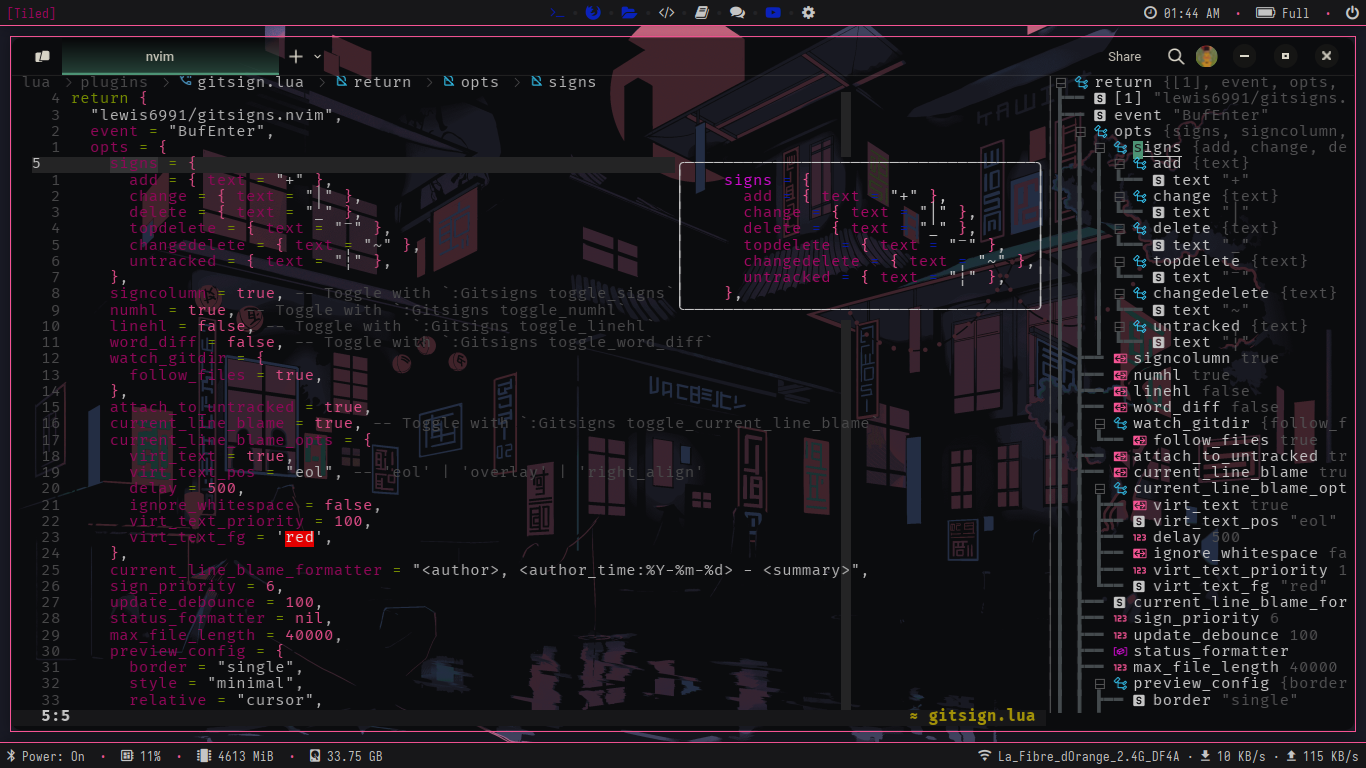 [Tiled]
01:44 AM • Full •
nvim
Share
lua > plugins > gitsign.lua > return > opts > signs
4 return {
3 "lewis6991/gitsigns.nvim",
2 event = "BufEnter",
1 opts = {
5 signs = {
1 add = { text = "+" },
2 change = { text = "│" },
3 delete = { text = "_" },
4 topdelete = { text = "‾" },
5 changedelete = { text = "~" },
6 untracked = { text = "┆" },
7 },
8 signcolumn = true, -- Toggle with `:Gitsigns toggle_signs`
9 numhl = true, -- Toggle with `:Gitsigns toggle_numhl`
10 linehl = false, -- Toggle with `:Gitsigns toggle_linehl`
11 word_diff = false, -- Toggle with `:Gitsigns toggle_word_diff`
12 watch_gitdir = {
13 follow_files = true,
14 },
15 attach_to_untracked = true,
16 current_line_blame = true, -- Toggle with `:Gitsigns toggle_current_line_blame
17 current_line_blame_opts = {
18 virt_text = true,
19 virt_text_pos = "eol", -- 'eol' | 'overlay' | 'right_align'
20 delay = 500,
21 ignore_whitespace = false,
22 virt_text_priority = 100,
23 virt_text_fg = 'red',
24 },
25 current_line_blame_formatter = "<author>, <author_time:%Y-%m-%d> - <summary>",
26 sign_priority = 6,
27 update_debounce = 100,
28 status_formatter = nil,
29 max_file_length = 40000,
30 preview_config = {
31 border = "single",
32 style = "minimal",
33 relative = "cursor",
5:5
≈ gitsign.lua
signs = {
add = { text = "+" },
change = { text = "│" },
delete = { text = "_" },
topdelete = { text = "‾" },
changedelete = { text = "~" },
untracked = { text = "┆" },
},
return {[1], event, opts,
[1] "lewis6991/gitsigns.
event "BufEnter"
opts {signs, signcolumn,
signs {add, change, de
add {text}
text "+"
change {text}
text "│"
delete {text}
text "_"
topdelete {text}
text "‾"
changedelete {text}
text "~"
untracked {text}
text "┆"
signcolumn true
numhl true
linehl false
word_diff false
watch_gitdir {follow_f
follow_files true
attach_to_untracked tr
current_line_blame tru
current_line_blame_opt
virt_text true
virt_text_pos "eol"
delay 500
ignore_whitespace fa
virt_text_priority 1
virt_text_fg "red"
current_line_blame_for
sign_priority 6
update_debounce 100
status_formatter
max_file_length 40000
preview_config {border
border "single"
Power: On • 11% • 4613 MiB • 33.75 GB
La_Fibre_dOrange_2.4G_DF4A • 10 KB/s • 115 KB/s